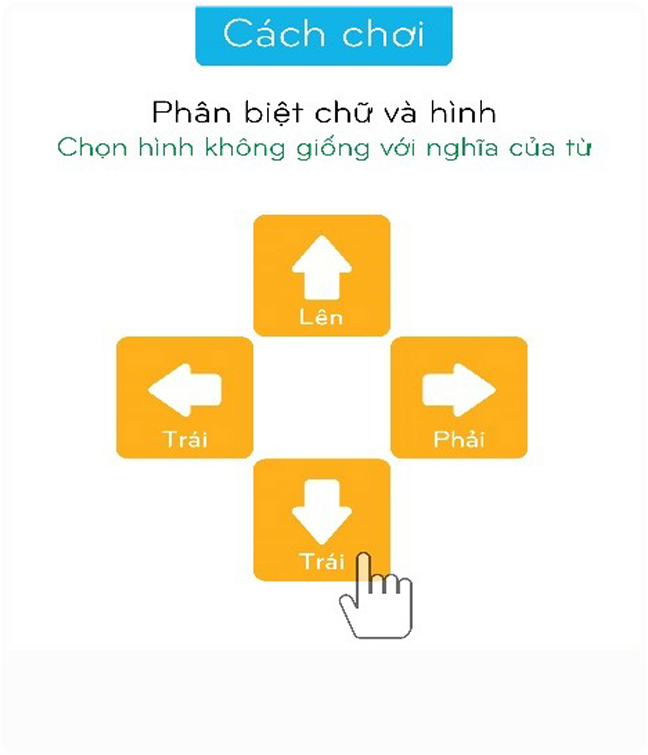 Cách chơi
Phân biệt chữ và hình
Chọn hình không giống với nghĩa của từ
Lên
Trái
Phải
Trái